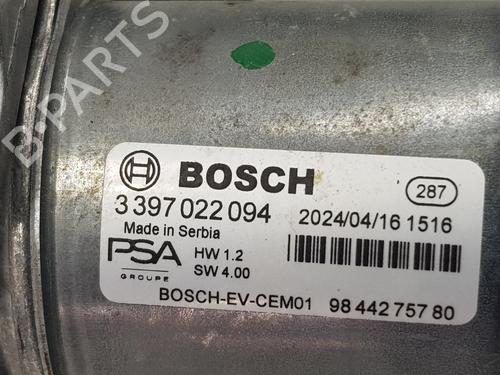 B-PARTS
BOSCH
287
3 397 022 094
2024/04/16 1516
Made in Serbia
PSA
GROUPE
HW 1.2
SW 4.00
BOSCH-EV-CEM01
98 442 757 80